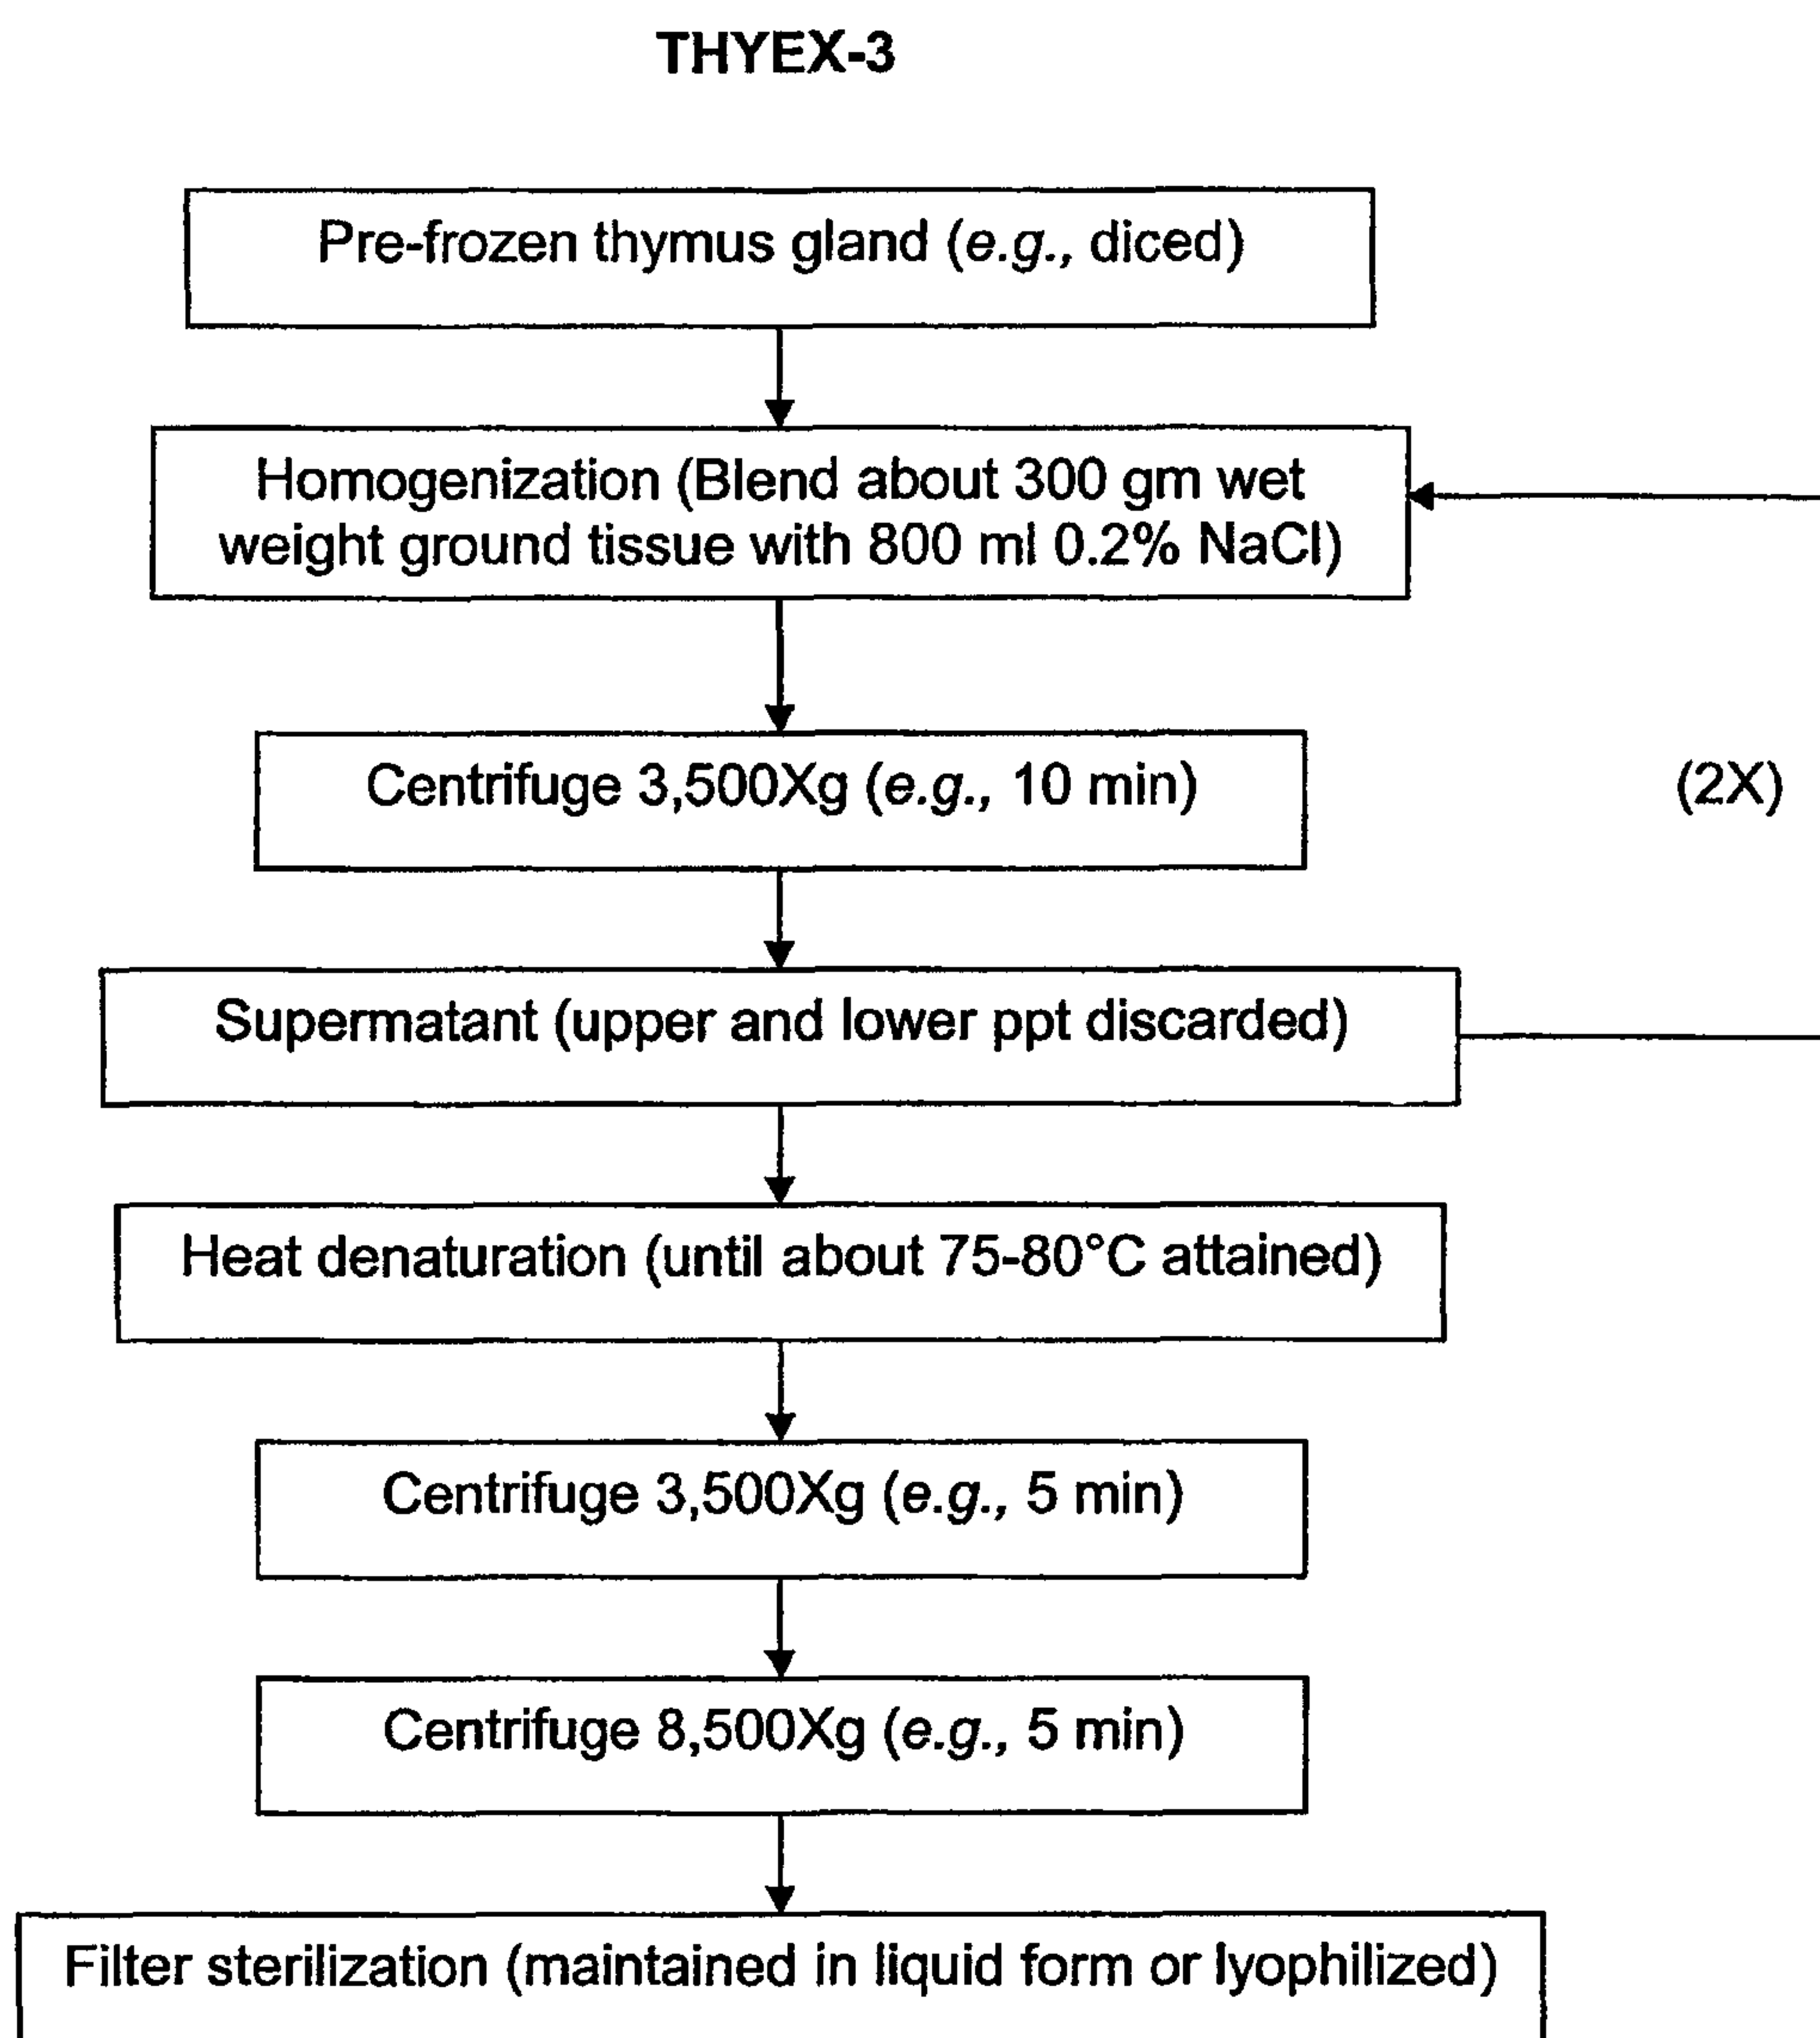 THYEX-3
Pre-frozen thymus gland (e.g., diced)
Homogenization (Blend about 300 gm wet
weight ground tissue with 800 ml 0.2% NaCl)
Centrifuge 3,500Xg (e.g., 10 min)
(2X)
Supernatant (upper and lower ppt discarded)
Heat denaturation (until about 75-80°C attained)
Centrifuge 3,500Xg (e.g., 5 min)
Centrifuge 8,500Xg (e.g., 5 min)
Filter sterilization (maintained in liquid form or lyophilized)